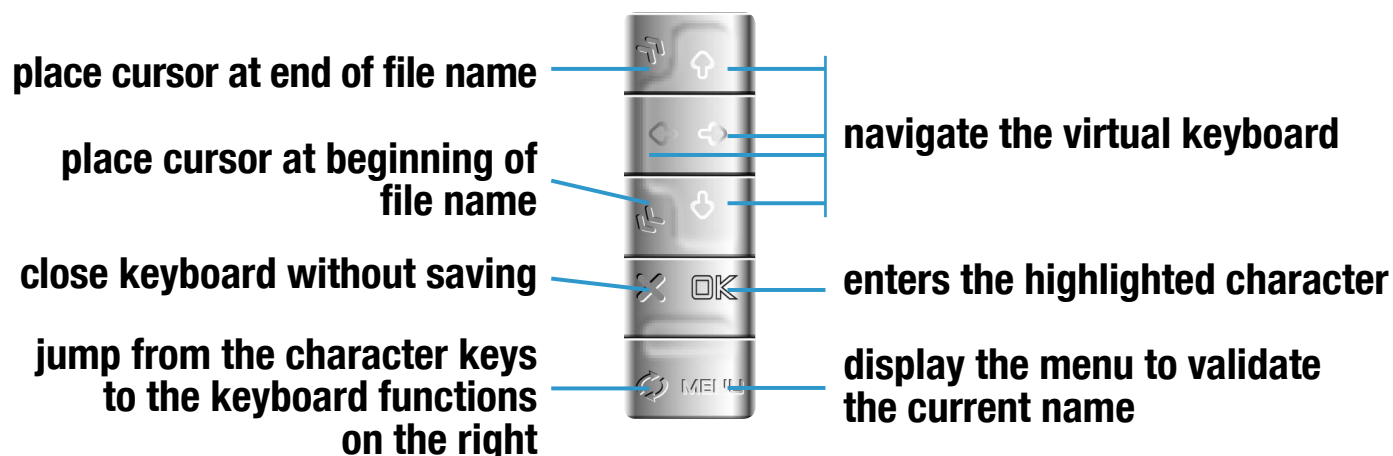 place cursor at end of file name
place cursor at beginning of
file name
close keyboard without saving
jump from the character keys
to the keyboard functions
on the right
navigate the virtual keyboard
OK
enters the highlighted character
MENU
display the menu to validate
the current name